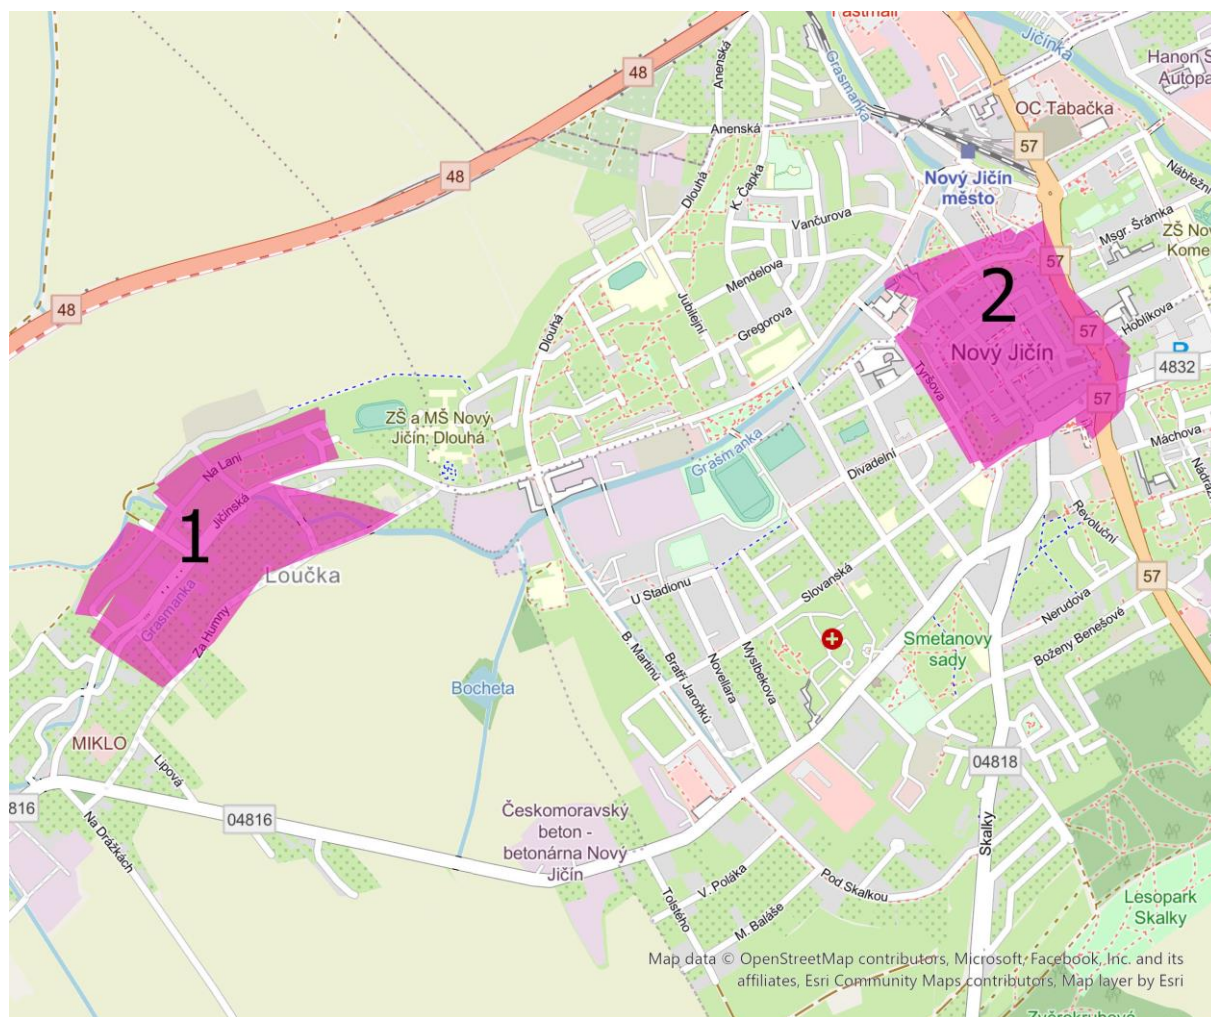 Jičínka
Hanon S
Autopa
48
Anenská
Grasmanka
OC Tabačka
Anenská
57
48
Nový Jičín
město
Dlouhá
K. Čapka
Nábřežní
Vančurova
Msgr. Šrámka
ZŠ No
Kome
57
48
Mendelova
2
Jubilejní
Gregorova
Dlouhá
57
Hoblíkova
Nový Jičín
4832
Tyršova
57
ZŠ a MŠ Nový
Jičín; Dlouhá
Grasmanka
Máchova
Na Laní
Divadelní
Nádraž
Jičínská
1
Revoluční
Loučka
57
U Stadionu
Slovanská
Nerudova
Grasmanka
Za Humny
Smetanovy
sady
Boženy Benešové
B. Martinů
Bratří Jaroňků
Novellara
Myslbekova
Bocheta
MIKLO
Lipová
04818
816
04816
Na Drážkách
Českomoravský
beton -
betonárna Nový
Jičín
Skalky
V. Poláka
Pod Skalkou
Tolstého
M. Baláše
Lesopark
Skalky
Map data © OpenStreetMap contributors, Microsoft, Facebook, Inc. and its
affiliates, Esri Community Maps contributors, Map layer by Esri